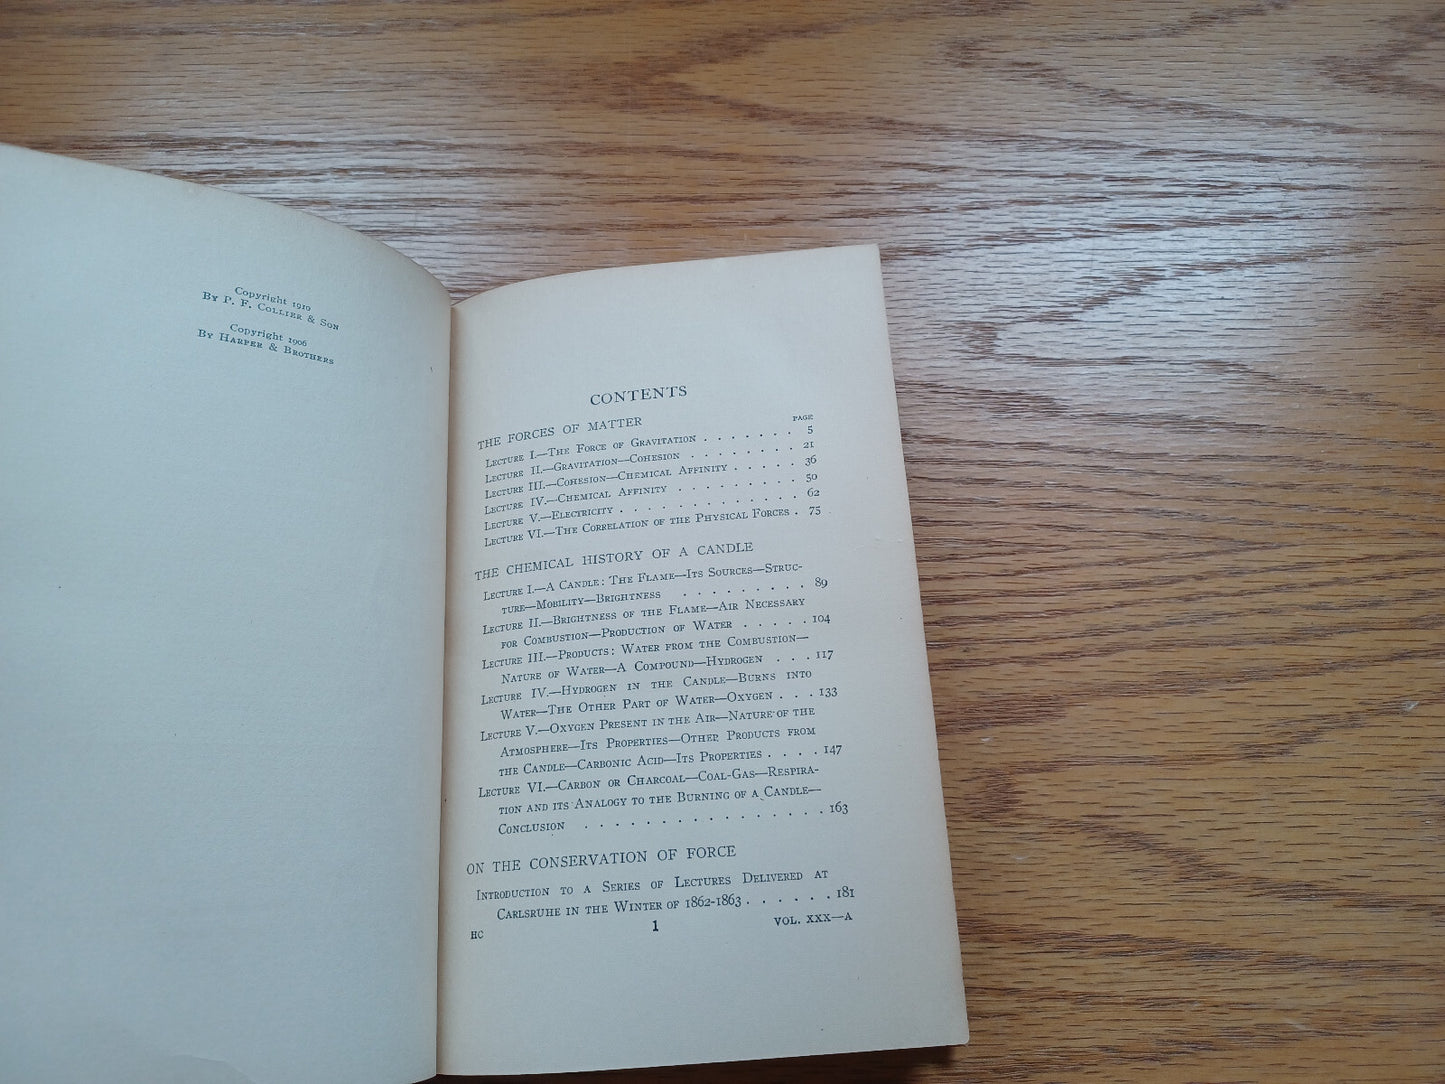 Copyright 1910
By P. F. Collier & Son
Copyright 1906
By Harper & Brothers
CONTENTS
PAGE
THE FORCES OF MATTER
Lecture I.—The Force of Gravitation . . . . . . . 5
Lecture II.—Gravitation—Cohesion . . . . . . . . 21
Lecture III.—Cohesion—Chemical Affinity . . . . . 36
Lecture IV.—Chemical Affinity . . . . . . . . . 50
Lecture V.—Electricity . . . . . . . . . . . . 62
Lecture VI.—The Correlation of the Physical Forces . 75
THE CHEMICAL HISTORY OF A CANDLE
Lecture I.—A Candle: The Flame—Its Sources—Struc-
ture—Mobility—Brightness . . . . . . . . . 89
Lecture II.—Brightness of the Flame—Air Necessary
for Combustion—Production of Water . . . . . 104
Lecture III.—Products: Water from the Combustion—
Nature of Water—A Compound—Hydrogen . . . 117
Lecture IV.—Hydrogen in the Candle—Burns into
Water—The Other Part of Water—Oxygen . . . 133
Lecture V.—Oxygen Present in the Air—Nature of the
Atmosphere—Its Properties—Other Products from
the Candle—Carbonic Acid—Its Properties . . . . 147
Lecture VI.—Carbon or Charcoal—Coal-Gas—Respira-
tion and its Analogy to the Burning of a Candle—
Conclusion . . . . . . . . . . . . . . . . 163
ON THE CONSERVATION OF FORCE
Introduction to a Series of Lectures Delivered at
Carlsruhe in the Winter of 1862-1863 . . . . . . 181
HC 1 VOL. XXX—A